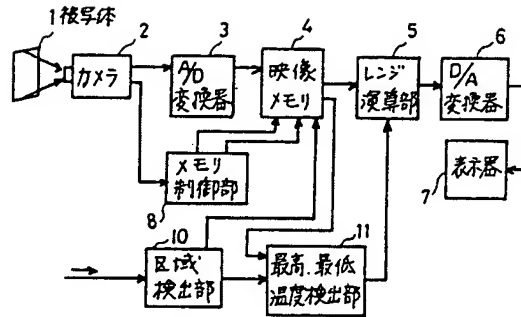 1 被写体
2
カメラ
3
A/D
変換器
4
映像
メモリ
5
レンジ
演算部
6
D/A
変換器
7
表示器
8
メモリ
制御部
10
区域
検出部
11
最高.最低
温度検出部